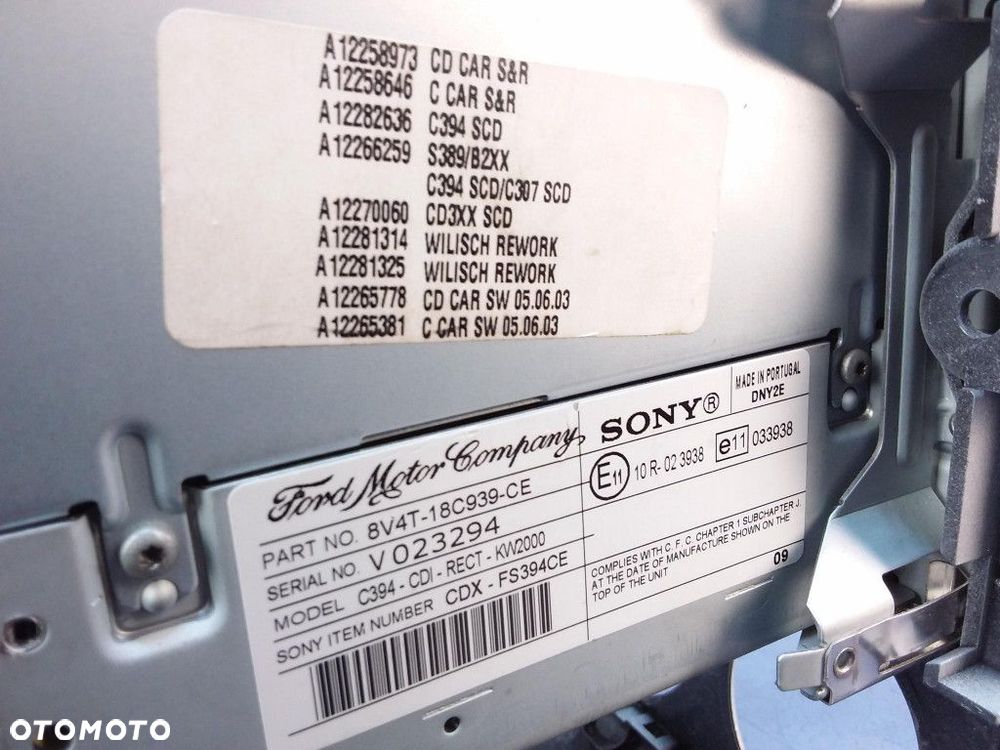 A12258973 CD CAR S&R
A12258646 C CAR S&R
A12282636 C394 SCD
A12266259 S389/B2XX
C394 SCD/C307 SCD
A12270060 CD3XX SCD
A12281314 WILISCH REWORK
A12281325 WILISCH REWORK
A12265778 CD CAR SW 05.06.03
A12265381 C CAR SW 05.06.03
Ford Motor Company,
PART NO. 8V4T-18C939-CE
SERIAL NO. V023294
MODEL C394-CDI-RECT-KW2000
SONY ITEM NUMBER CDX-FS394CE
SONY®
MADE IN PORTUGAL
DNY2E
E11 10 R-02 3938 e11 033938
COMPLIES WITH C. F. C. CHAPTER 1 SUBCHAPTER J.
AT THE DATE OF MANUFACTURE SHOWN ON THE
TOP OF THE UNIT
09
OTOMOTO